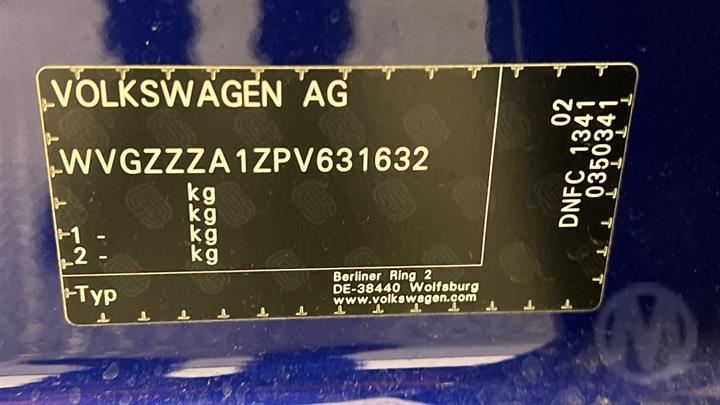 VOLKSWAGEN AG
WVGZZZA1ZPV631632
kg
kg
1 - kg
2 - kg
Typ
Berliner Ring 2
DE-38440 Wolfsburg
www.volkswagen.com
02
DNFC 1341
0350341
M